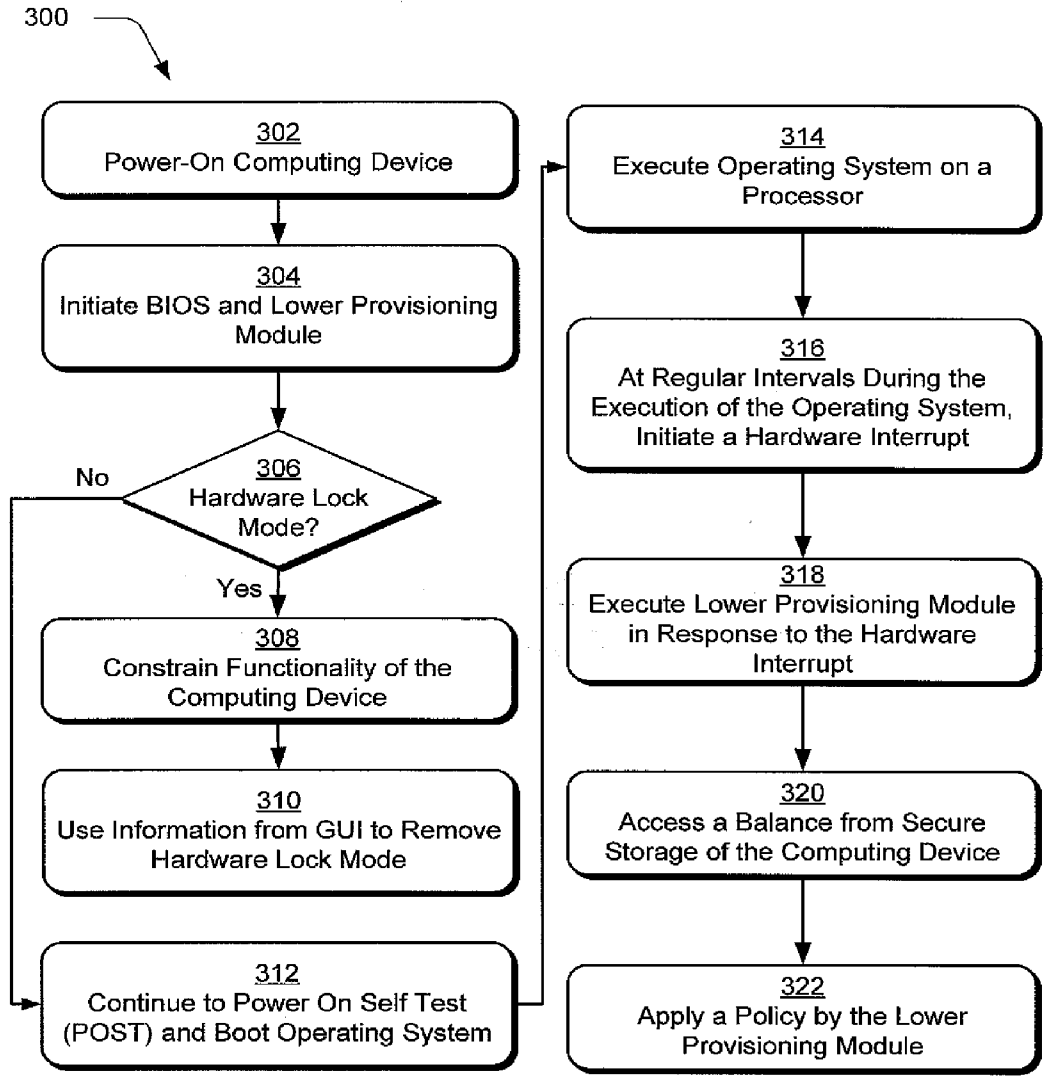 300
302
Power-On Computing Device
304
Initiate BIOS and Lower Provisioning
Module
306
Hardware Lock
Mode?
No
Yes
308
Constrain Functionality of the
Computing Device
310
Use Information from GUI to Remove
Hardware Lock Mode
312
Continue to Power On Self Test
(POST) and Boot Operating System
314
Execute Operating System on a
Processor
316
At Regular Intervals During the
Execution of the Operating System,
Initiate a Hardware Interrupt
318
Execute Lower Provisioning Module
in Response to the Hardware
Interrupt
320
Access a Balance from Secure
Storage of the Computing Device
322
Apply a Policy by the Lower
Provisioning Module